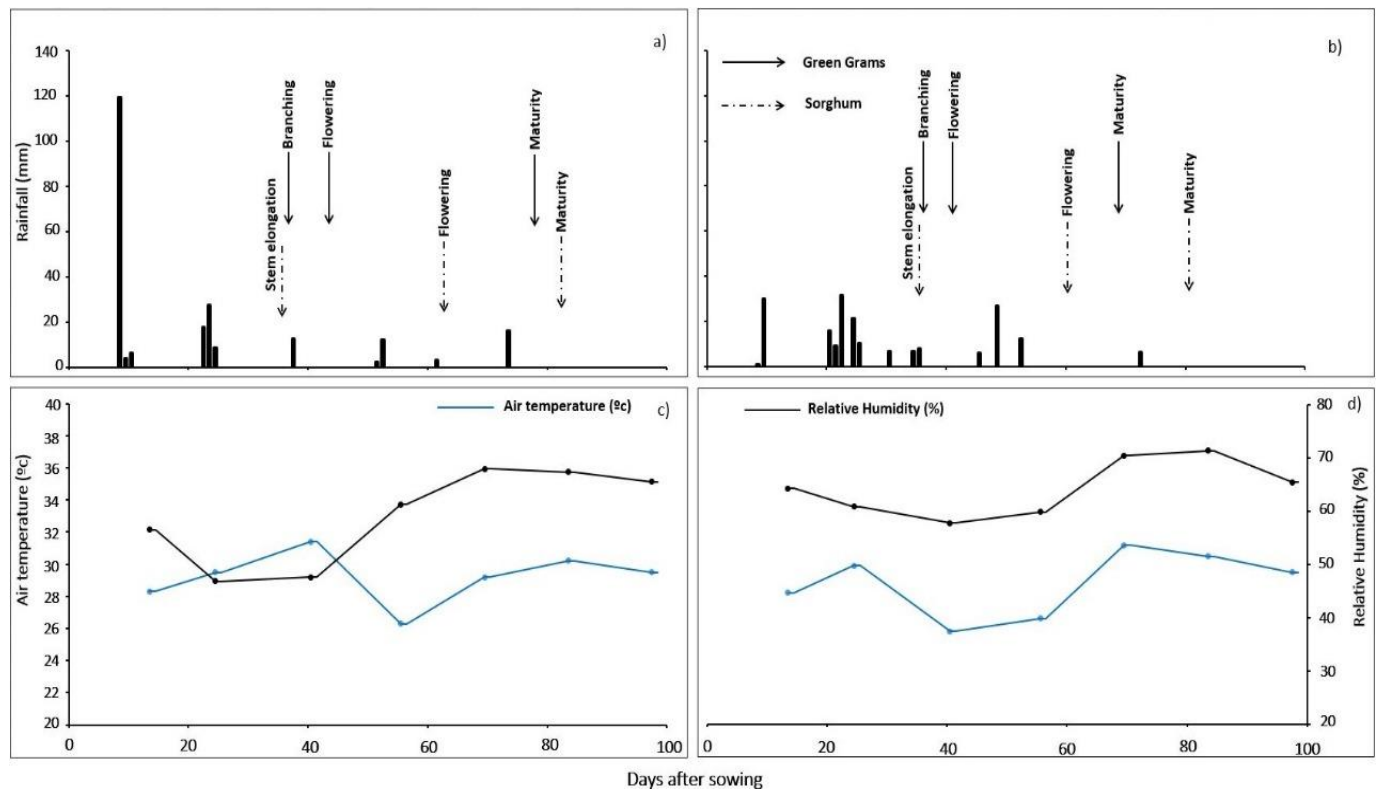 a)
140
120
100
80
60
40
20
0
Rainfall (mm)
Stem elongation
Branching
Flowering
Flowering
Maturity
Maturity
b)
Green Grams
Sorghum
Stem elongation
Branching
Flowering
Flowering
Maturity
Maturity
c)
Air temperature (ºc)
40
38
36
34
32
30
28
26
24
22
20
Air temperature (ºc)
0 20 40 60 80 100
d)
Relative Humidity (%)
80
70
60
50
40
30
20
Relative Humidity (%)
0 20 40 60 80 100
Days after sowing